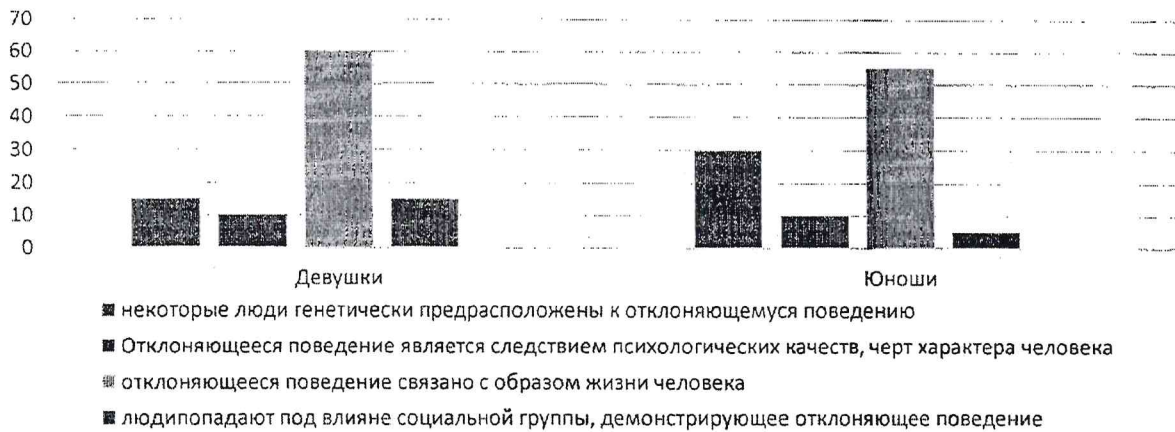 70
60
50
40
30
20
10
0
Девушки Юноши
некоторые люди генетически предрасположены к отклоняющемуся поведению
Отклоняющееся поведение является следствием психологических качеств, черт характера человека
отклоняющееся поведение связано с образом жизни человека
людипопадают под влияне социальной группы, демонстрирующее отклоняющее поведение